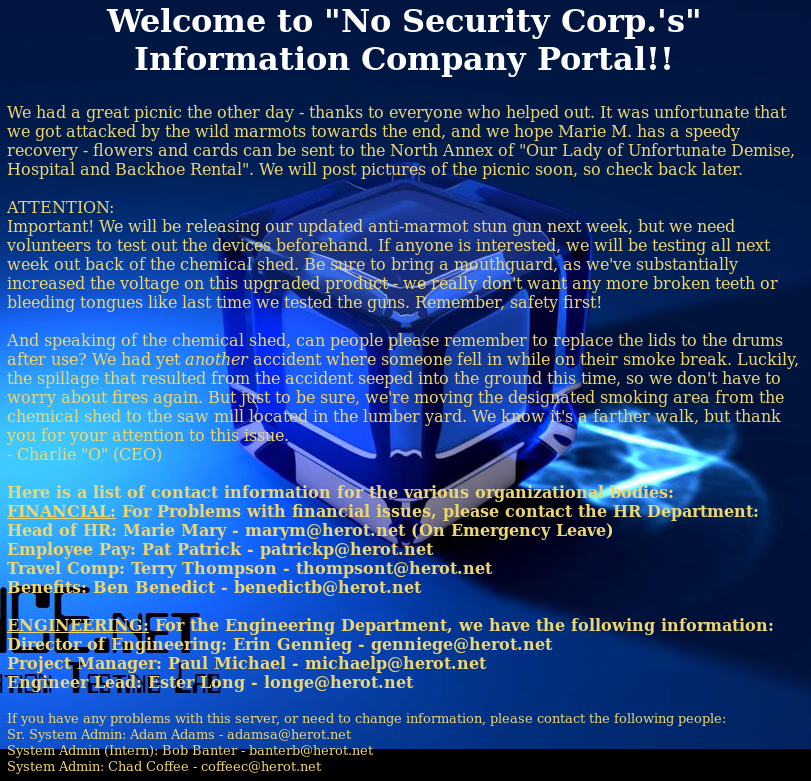 Welcome to "No Security Corp.'s"
Information Company Portal!!
We had a great picnic the other day - thanks to everyone who helped out. It was unfortunate that
we got attacked by the wild marmots towards the end, and we hope Marie M. has a speedy
recovery - flowers and cards can be sent to the North Annex of "Our Lady of Unfortunate Demise,
Hospital and Backhoe Rental". We will post pictures of the picnic soon, so check back later.
ATTENTION:
Important! We will be releasing our updated anti-marmot stun gun next week, but we need
volunteers to test out the devices beforehand. If anyone is interested, we will be testing all next
week out back of the chemical shed. Be sure to bring a mouthguard, as we've substantially
increased the voltage on this upgraded product - we really don't want any more broken teeth or
bleeding tongues like last time we tested the guns. Remember, safety first!
And speaking of the chemical shed, can people please remember to replace the lids to the drums
after use? We had yet another accident where someone fell in while on their smoke break. Luckily,
the spillage that resulted from the accident seeped into the ground this time, so we don't have to
worry about fires again. But just to be sure, we're moving the designated smoking area from the
chemical shed to the saw mill located in the lumber yard. We know it's a farther walk, but thank
you for your attention to this issue.
- Charlie "O" (CEO)
Here is a list of contact information for the various organizational bodies:
FINANCIAL: For Problems with financial issues, please contact the HR Department:
Head of HR: Marie Mary - marym@herot.net (On Emergency Leave)
Employee Pay: Pat Patrick - patrickp@herot.net
Travel Comp: Terry Thompson - thompsont@herot.net
Benefits: Ben Benedict - benedictb@herot.net
ENGINEERING: For the Engineering Department, we have the following information:
Director of Engineering: Erin Gennieg - genniege@herot.net
Project Manager: Paul Michael - michaelp@herot.net
Engineer Lead: Ester Long - longe@herot.net
If you have any problems with this server, or need to change information, please contact the following people:
Sr. System Admin: Adam Adams - adamsa@herot.net
System Admin (Intern): Bob Banter - banterb@herot.net
System Admin: Chad Coffee - coffeec@herot.net